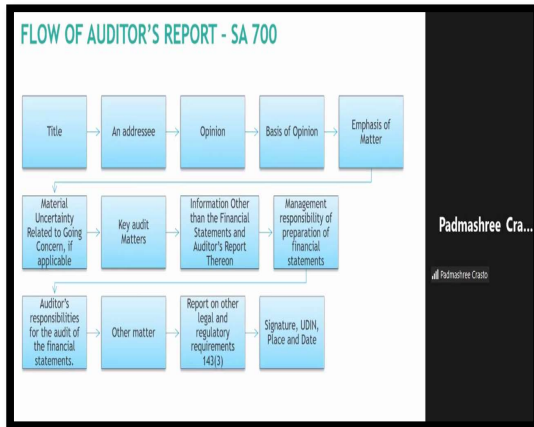 FLOW OF AUDITOR'S REPORT - SA 700
Title
An addressee
Opinion
Basis of Opinion
Emphasis of
Matter
Material
Uncertainty
Related to Going
Concern, if
applicable
Key audit
Matters
Information Other
than the Financial
Statements and
Auditor's Report
Thereon
Management
responsibility of
preparation of
financial
statements
Auditor's
responsibilities
for the audit of
the financial
statements.
Other matter
Report on other
legal and
regulatory
requirements
143(3)
Signature, UDIN,
Place and Date
Padmashree Cra...
Padmashree Crasto